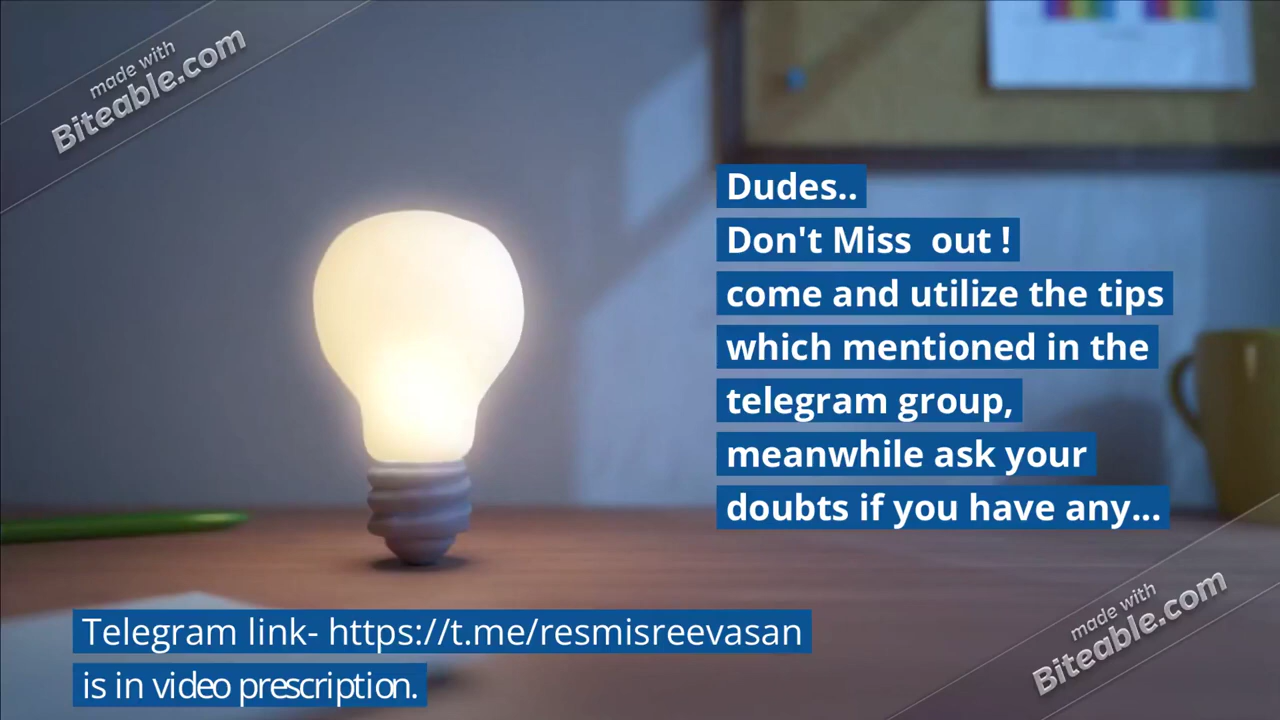 made with
Biteable.com
Dudes..
Don't Miss  out !
come and utilize the tips
which mentioned in the
telegram group,
meanwhile ask your
doubts if you have any...
Telegram link- https://t.me/resmisreevasan
is in video prescription.
made with
Biteable.com